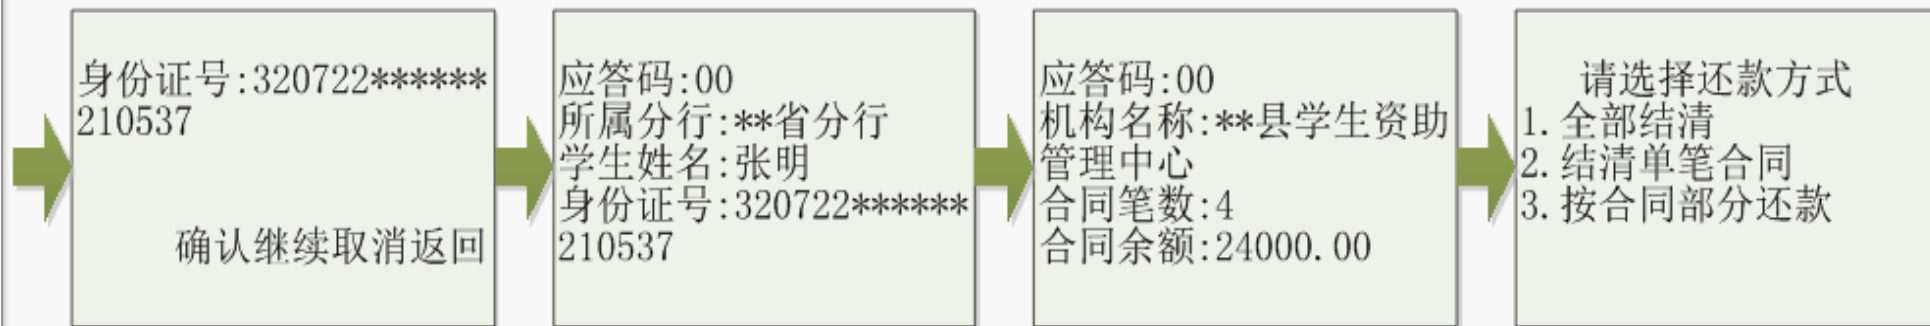 身份证号:320722******
210537
确认继续取消返回
应答码:00
所属分行:**省分行
学生姓名:张明
身份证号:320722******
210537
应答码:00
机构名称:**县学生资助
管理中心
合同笔数:4
合同余额:24000.00
请选择还款方式
1.全部结清
2.结清单笔合同
3.按合同部分还款